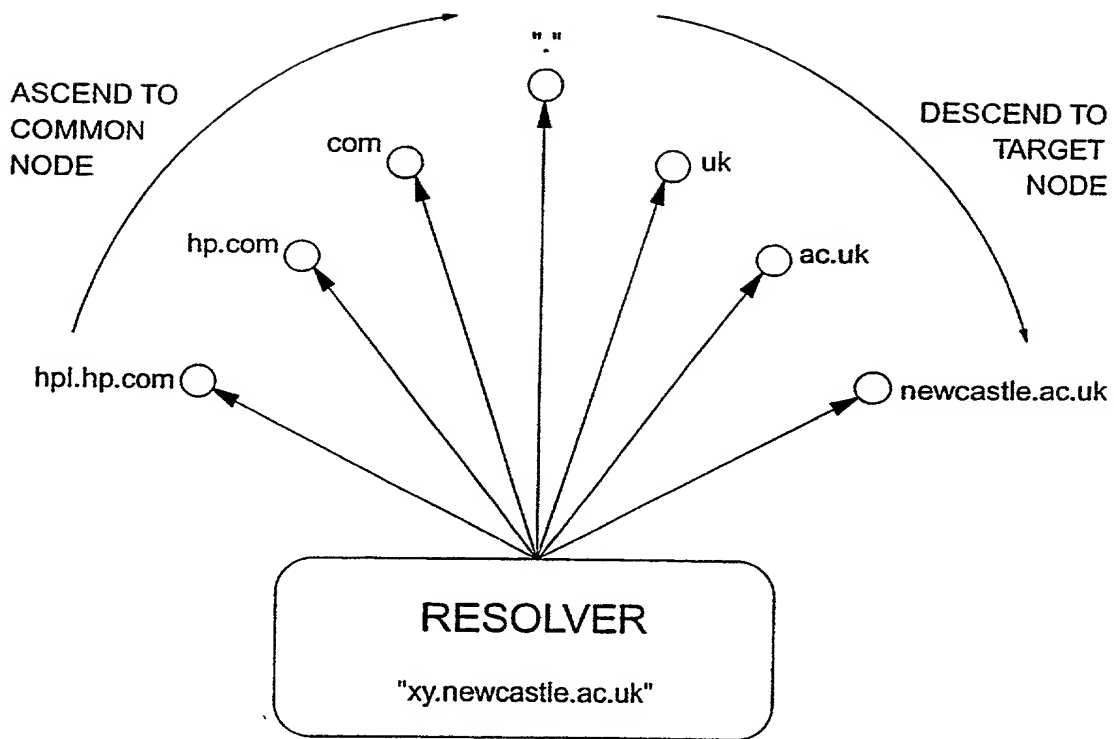 "."
ASCEND TO
COMMON
NODE
DESCEND TO
TARGET
NODE
com
uk
hp.com
ac.uk
hpl.hp.com
newcastle.ac.uk
RESOLVER
"xy.newcastle.ac.uk"